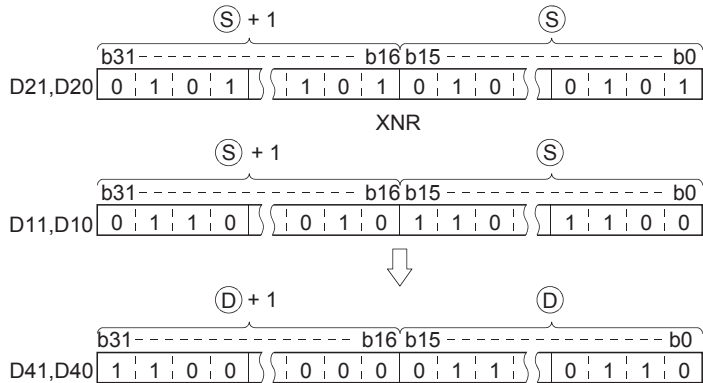 Ⓢ + 1 Ⓢ
b31 b16 b15 b0
D21,D20 0 1 0 1 1 0 1 0 1 0 0 1 0 1
XNR
Ⓢ + 1 Ⓢ
b31 b16 b15 b0
D11,D10 0 1 1 0 0 1 0 1 1 0 1 1 0 0
Ⓓ + 1 Ⓓ
b31 b16 b15 b0
D41,D40 1 1 0 0 0 0 0 0 1 1 0 1 1 0